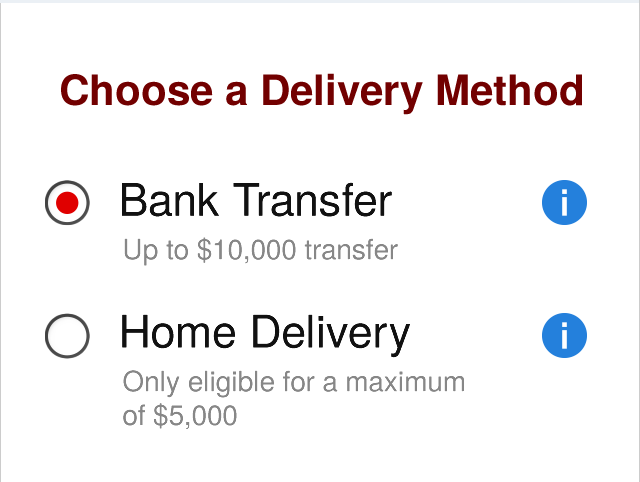 Choose a Delivery Method
Bank Transfer
i
Up to $10,000 transfer
Home Delivery
i
Only eligible for a maximum
of $5,000